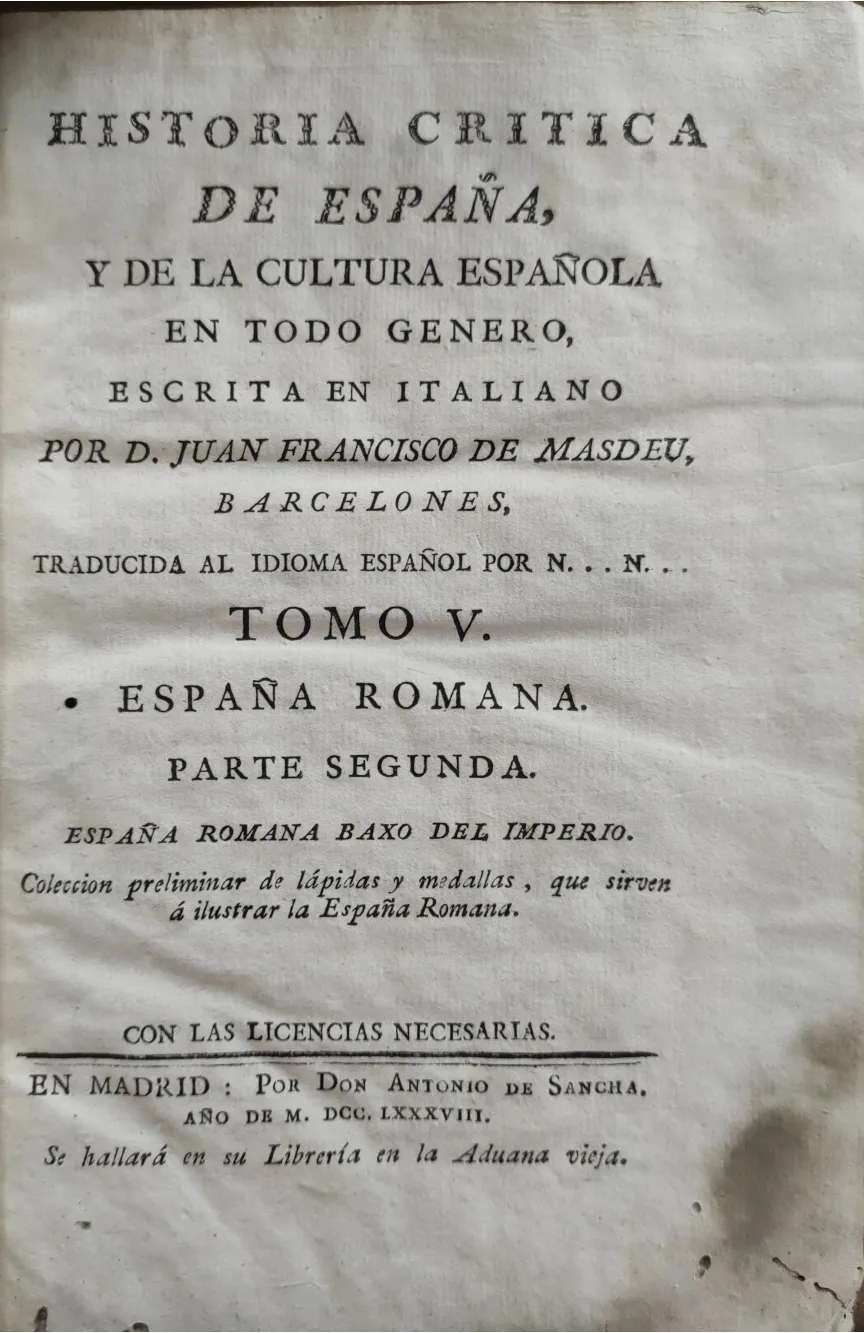 HISTORIA CRITICA
DE ESPAÑA,
Y DE LA CULTURA ESPAÑOLA
EN TODO GENERO,
ESCRITA EN ITALIANO
POR D. JUAN FRANCISCO DE MASDEU,
BARCELONES,
TRADUCIDA AL IDIOMA ESPAÑOL POR N. . . N. . .
TOMO V.
ESPAÑA ROMANA.
PARTE SEGUNDA.
ESPAÑA ROMANA BAXO DEL IMPERIO.
Coleccion preliminar de lápidas y medallas, que sirven
á ilustrar la España Romana.
CON LAS LICENCIAS NECESARIAS.
EN MADRID: POR DON ANTONIO DE SANCHA.
AÑO DE M. DCC. LXXXVIII.
Se hallará en su Librería en la Aduana vieja.